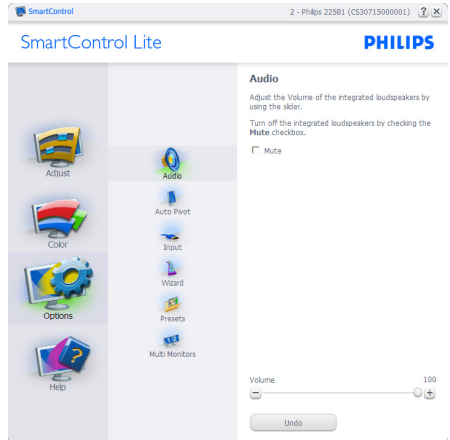 SmartControl
2 - Philips 225B1 (CS30715000001)
SmartControl Lite
PHILIPS
Adjust
Color
Options
Help
Audio
Auto Pivot
Input
Wizard
Presets
Multi Monitors
Audio
Adjust the Volume of the integrated loudspeakers by
using the slider.
Turn off the integrated loudspeakers by checking the
Mute checkbox.
Mute
Volume
100
Undo